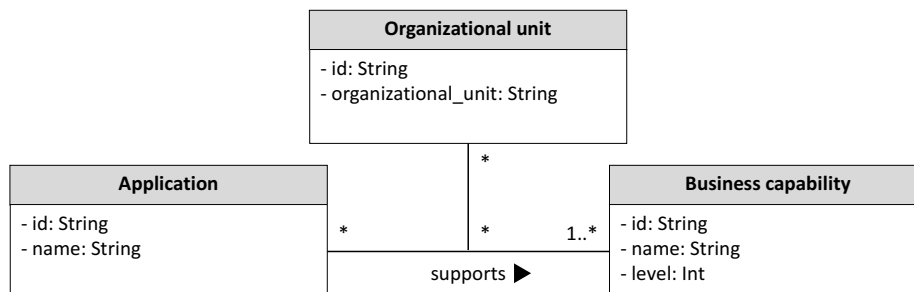 Organizational unit
- id: String
- organizational_unit: String
*
Application
- id: String
- name: String
Business capability
- id: String
- name: String
- level: Int
* * 1..*
supports ▶